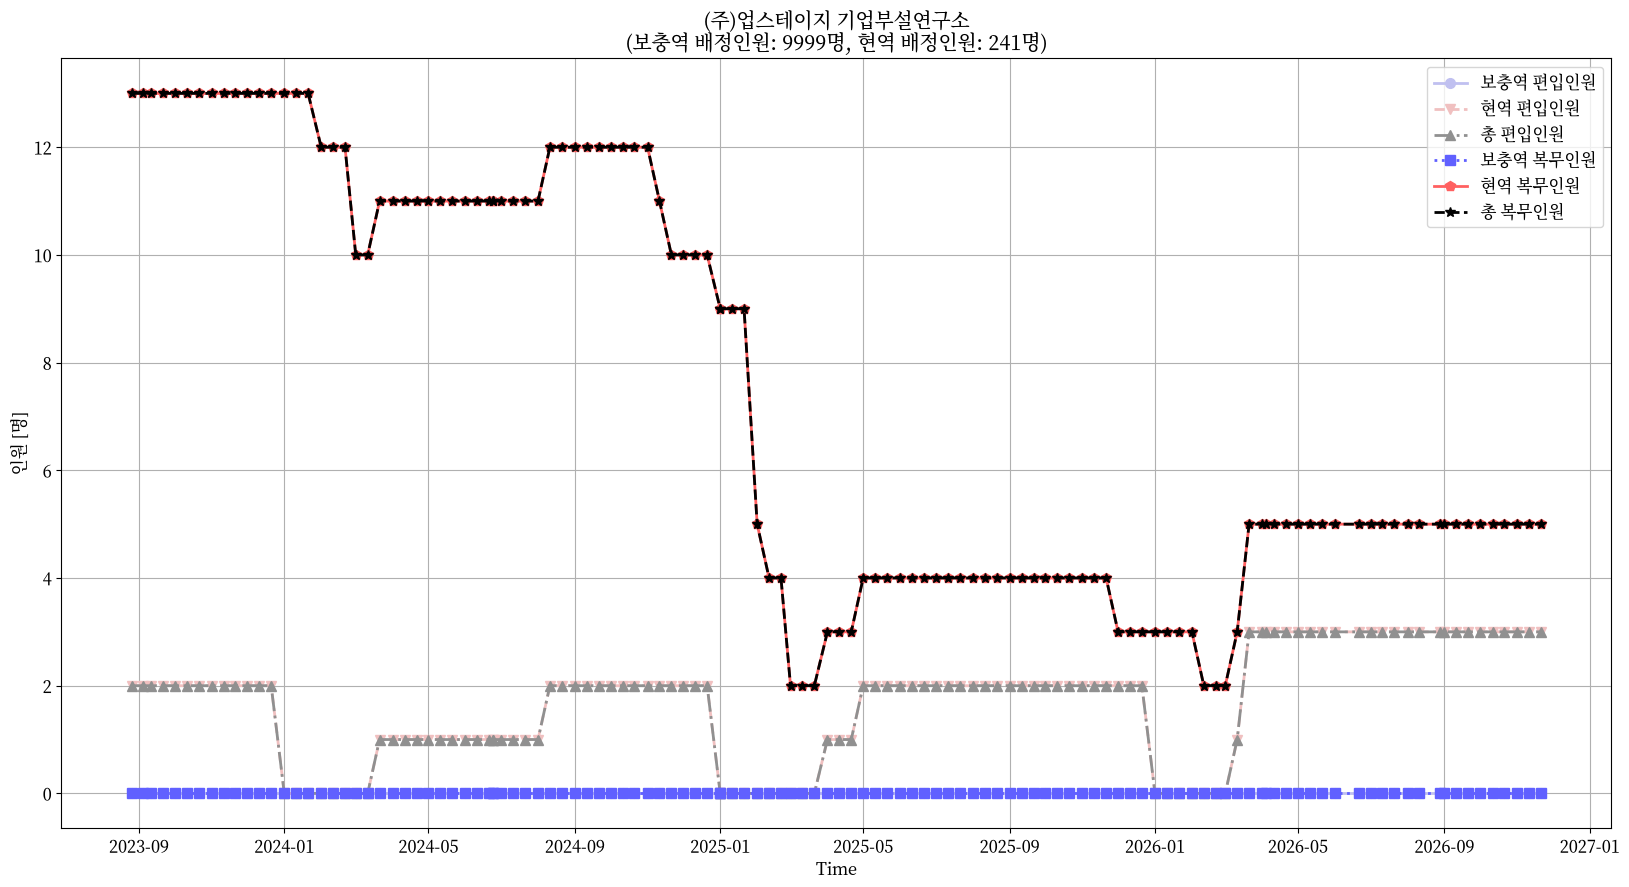 (주)업스테이지 기업부설연구소
(보충역 배정인원: 9999명, 현역 배정인원: 241명)
보충역 편입인원
현역 편입인원
총 편입인원
보충역 복무인원
현역 복무인원
총 복무인원
인원 [명]
12
10
8
6
4
2
0
2023-09
2024-01
2024-05
2024-09
2025-01
2025-05
2025-09
2026-01
2026-05
2026-09
2027-01
Time